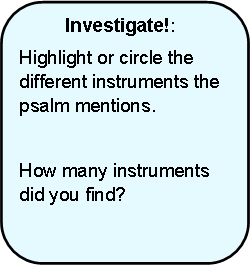 Investigate!:
Highlight or circle the
different instruments the
psalm mentions.
How many instruments
did you find?